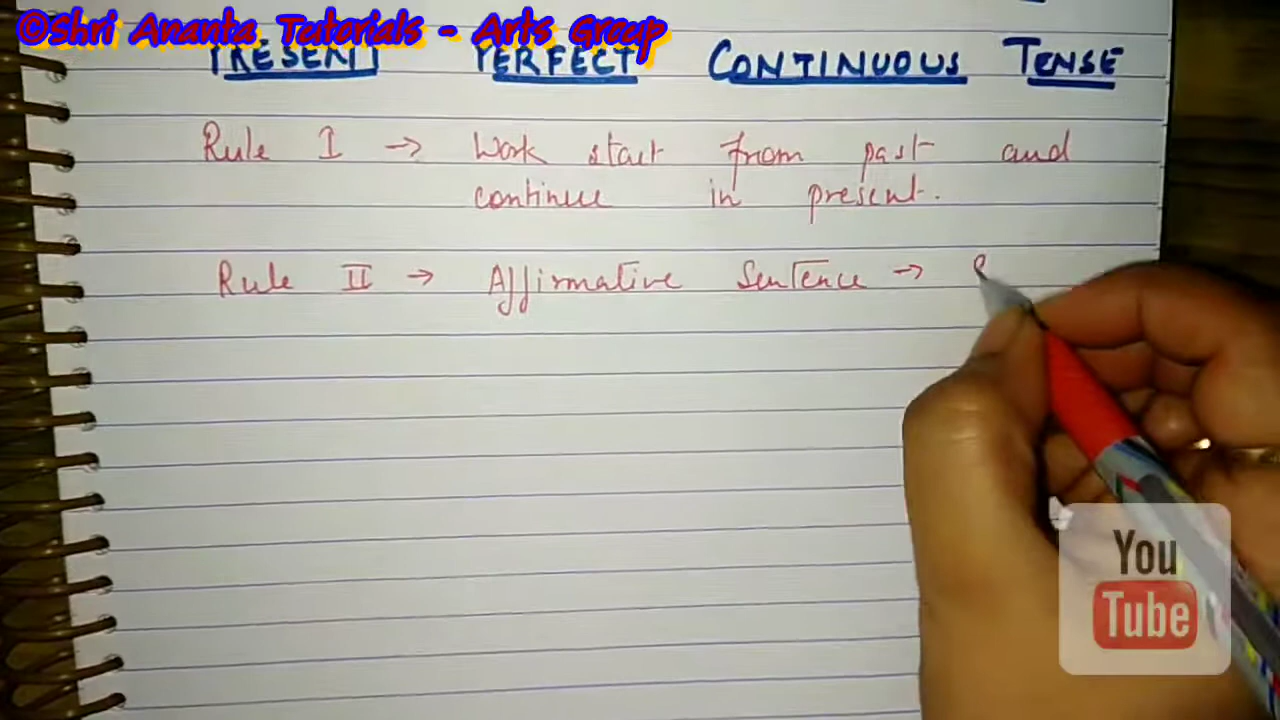 ©Shri Ananta Tutorials - Arts Group
PRESENT PERFECT CONTINUOUS TENSE
Rule I → Work start from past and
continue in present.
Rule II → Affirmative Sentence → S
You
Tube